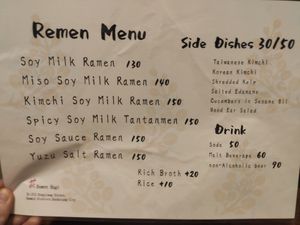 Remen Menu
Soy Milk Ramen 130
Miso Soy Milk Ramen 140
Kimchi Soy Milk Ramen 150
Spicy Soy Milk Tantanmen 150
Soy Sauce Ramen 150
Yuzu Salt Ramen 150
Rich Broth +20
Rice +10
Side Dishes 30/50
Taiwanese Kimchi
Korean Kimchi
Shredded Kelp
Salted Edamame
Cucumbers in Sesame Oil
Wood Ear Salad
Drink
Soda 50
Malt Beverage 60
non-Alcoholic beer 90